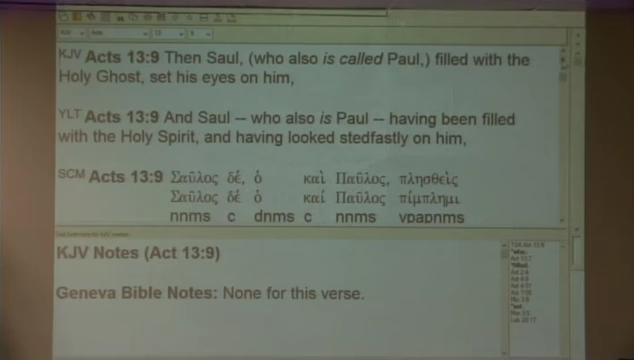 KJV Acts 13:9 Then Saul, (who also is called Paul,) filled with the
Holy Ghost, set his eyes on him,
YLT Acts 13:9 And Saul -- who also is Paul -- having been filled
with the Holy Spirit, and having looked stedfastly on him,
SCM Acts 13:9 Σαῦλος δέ, ὁ καὶ Παῦλος, πλησθεὶς
Σαῦλος δέ ὁ καί Παῦλος πίμπλημι
nnms c dnms c nnms vpapnms
KJV Notes (Act 13:9)
Geneva Bible Notes: None for this verse.